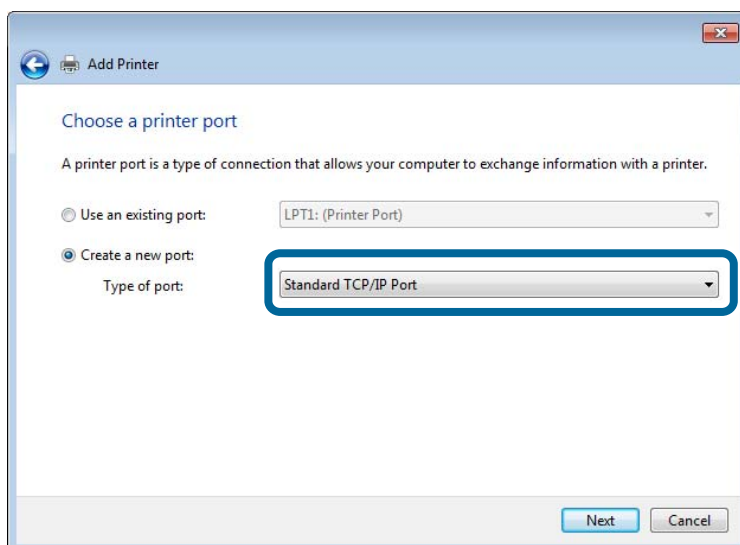 Add Printer
Choose a printer port
A printer port is a type of connection that allows your computer to exchange information with a printer.
Use an existing port: LPT1: (Printer Port)
Create a new port:
Type of port: Standard TCP/IP Port
Next Cancel